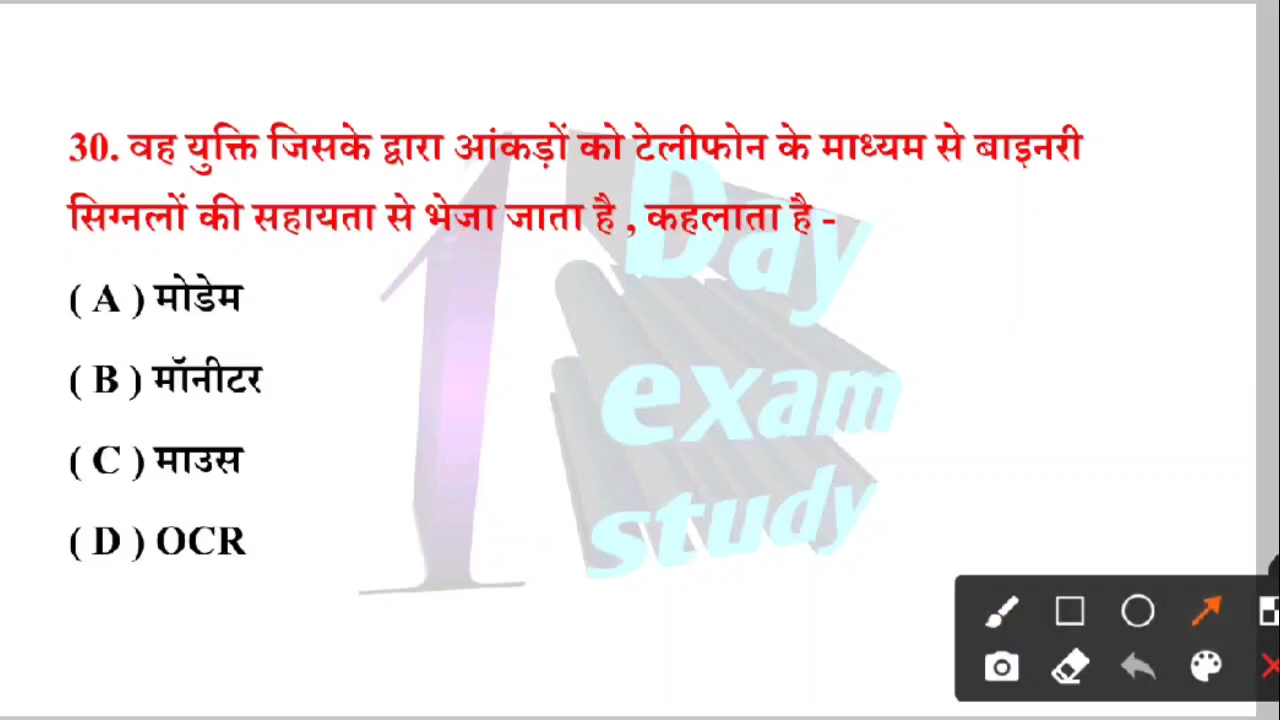 30. वह युक्ति जिसके द्वारा आंकड़ों को टेलीफोन के माध्यम से बाइनरी
सिग्नलों की सहायता से भेजा जाता है , कहलाता है -
( A ) मोडेम
( B ) मॉनीटर
( C ) माउस
( D ) OCR
1 Day
exam
study